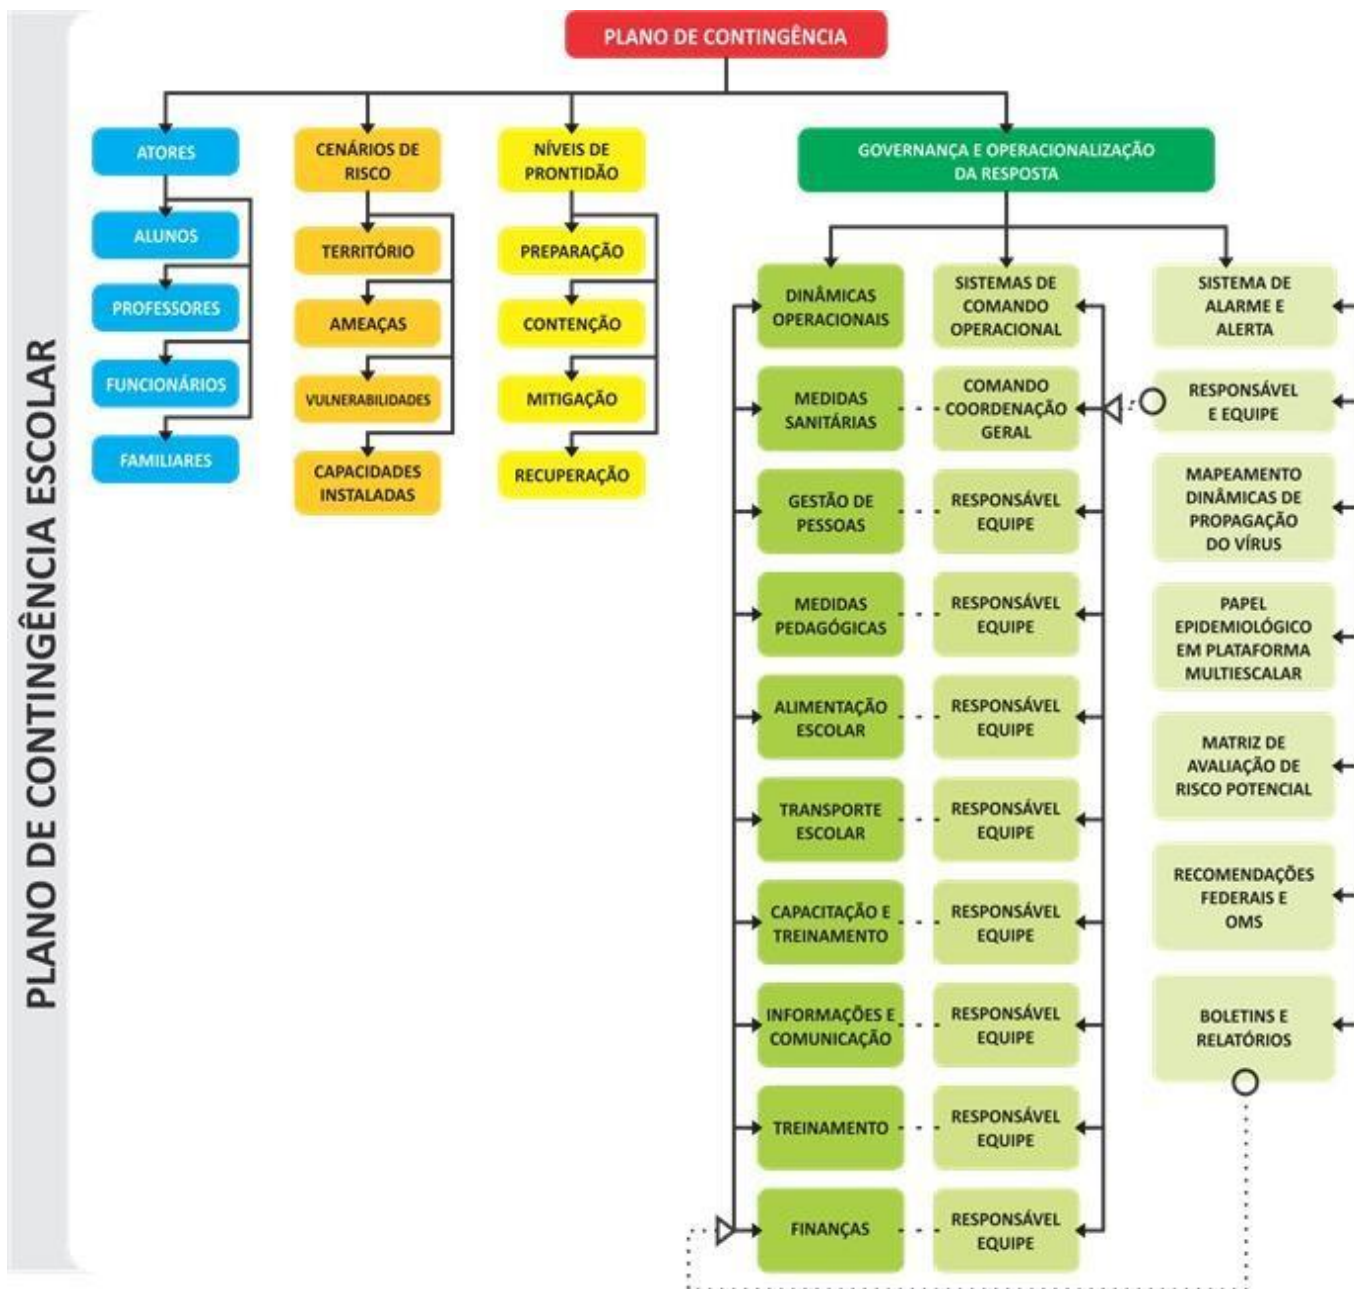 PLANO DE CONTINGÊNCIA ESCOLAR
PLANO DE CONTINGÊNCIA
ATORES
ALUNOS
PROFESSORES
FUNCIONÁRIOS
FAMILIARES
CENÁRIOS DE
RISCO
TERRITÓRIO
AMEAÇAS
VULNERABILIDADES
CAPACIDADES
INSTALADAS
NÍVEIS DE
PRONTIDÃO
PREPARAÇÃO
CONTENÇÃO
MITIGAÇÃO
RECUPERAÇÃO
GOVERNANÇA E OPERACIONALIZAÇÃO
DA RESPOSTA
DINÂMICAS
OPERACIONAIS
MEDIDAS
SANITÁRIAS
GESTÃO DE
PESSOAS
MEDIDAS
PEDAGÓGICAS
ALIMENTAÇÃO
ESCOLAR
TRANSPORTE
ESCOLAR
CAPACITAÇÃO E
TREINAMENTO
INFORMAÇÕES E
COMUNICAÇÃO
TREINAMENTO
FINANÇAS
SISTEMAS DE
COMANDO
OPERACIONAL
COMANDO
COORDENAÇÃO
GERAL
RESPONSÁVEL
EQUIPE
RESPONSÁVEL
EQUIPE
RESPONSÁVEL
EQUIPE
RESPONSÁVEL
EQUIPE
RESPONSÁVEL
EQUIPE
RESPONSÁVEL
EQUIPE
RESPONSÁVEL
EQUIPE
RESPONSÁVEL
EQUIPE
SISTEMA DE
ALARME E
ALERTA
RESPONSÁVEL
E EQUIPE
MAPEAMENTO
DINÂMICAS DE
PROPAGAÇÃO
DO VÍRUS
PAPEL
EPIDEMIOLÓGICO
EM PLATAFORMA
MULTIESCALAR
MATRIZ DE
AVALIAÇÃO DE
RISCO POTENCIAL
RECOMENDAÇÕES
FEDERAIS E
OMS
BOLETINS E
RELATÓRIOS